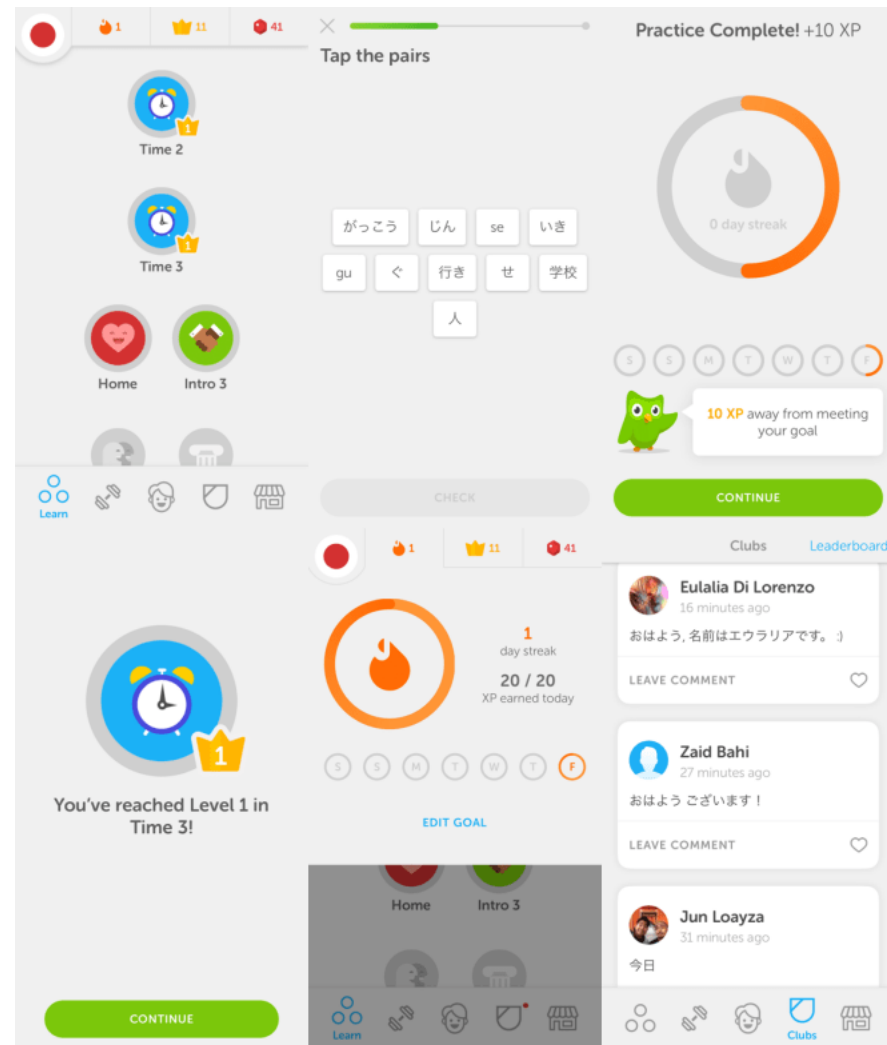 1 11 41
1
Time 2
1
Time 3
Home Intro 3
Learn
Tap the pairs
がっこう じん se いき
gu ぐ 行き せ 学校
人
CHECK
Practice Complete! +10 XP
0 day streak
S S M T W T F
10 XP away from meeting
your goal
CONTINUE
1
You've reached Level 1 in
Time 3!
CONTINUE
1 11 41
1
day streak
20 / 20
XP earned today
S S M T W T F
EDIT GOAL
Home Intro 3
Learn
Clubs Leaderboard
Eulalia Di Lorenzo
16 minutes ago
おはよう, 名前はエウラリアです。 :)
LEAVE COMMENT
Zaid Bahi
27 minutes ago
おはよう ございます！
LEAVE COMMENT
Jun Loayza
31 minutes ago
今日
Clubs